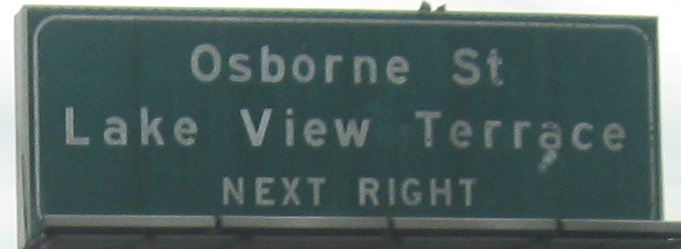 Osborne St
Lake View Terrace
NEXT RIGHT